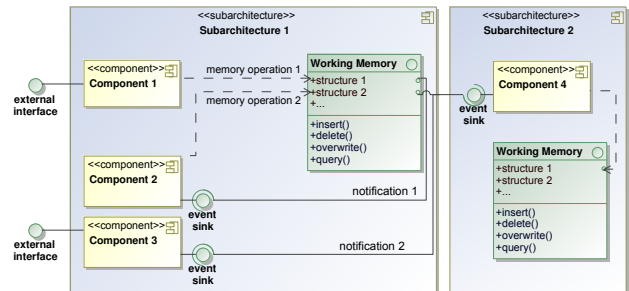 <<subarchitecture>>
Subarchitecture 1
<<component>>
Component 1
external
interface
memory operation 1
memory operation 2
Working Memory
+structure 1
+structure 2
+...
+insert()
+delete()
+overwrite()
+query()
<<component>>
Component 2
event
sink
notification 1
<<component>>
Component 3
external
interface
event
sink
notification 2
<<subarchitecture>>
Subarchitecture 2
<<component>>
Component 4
event
sink
Working Memory
+structure 1
+structure 2
+...
+insert()
+delete()
+overwrite()
+query()